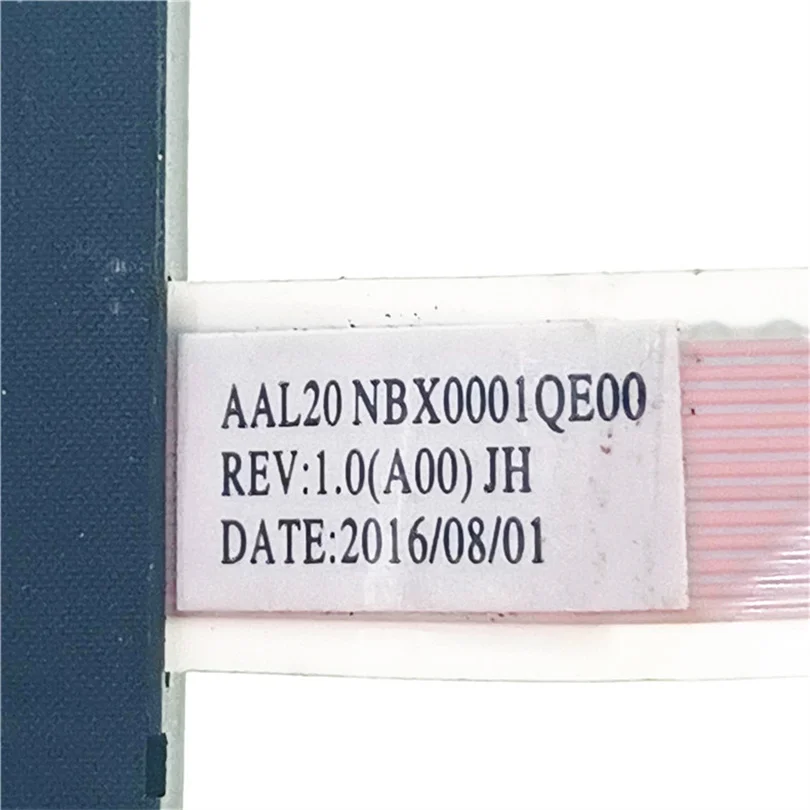 AAL20 NBX0001QE00
REV:1.0(A00) JH
DATE:2016/08/01